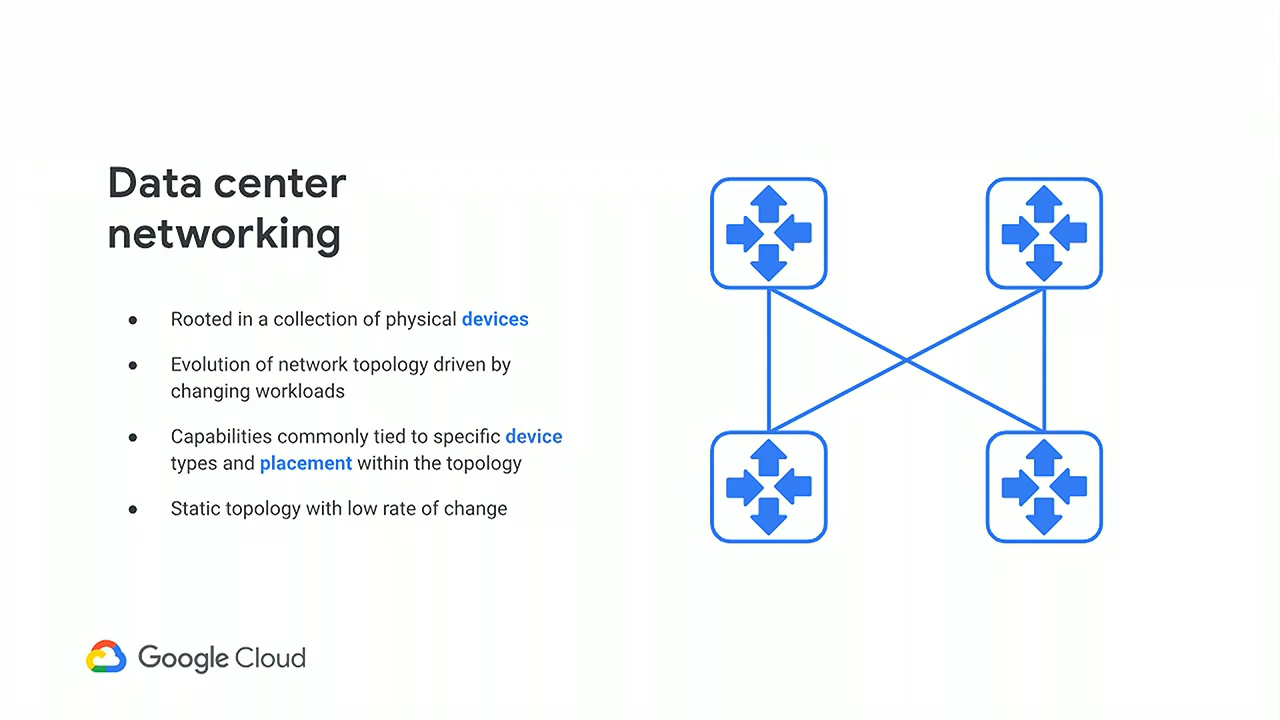 Data center
networking
● Rooted in a collection of physical devices
● Evolution of network topology driven by
changing workloads
● Capabilities commonly tied to specific device
types and placement within the topology
● Static topology with low rate of change
Google Cloud